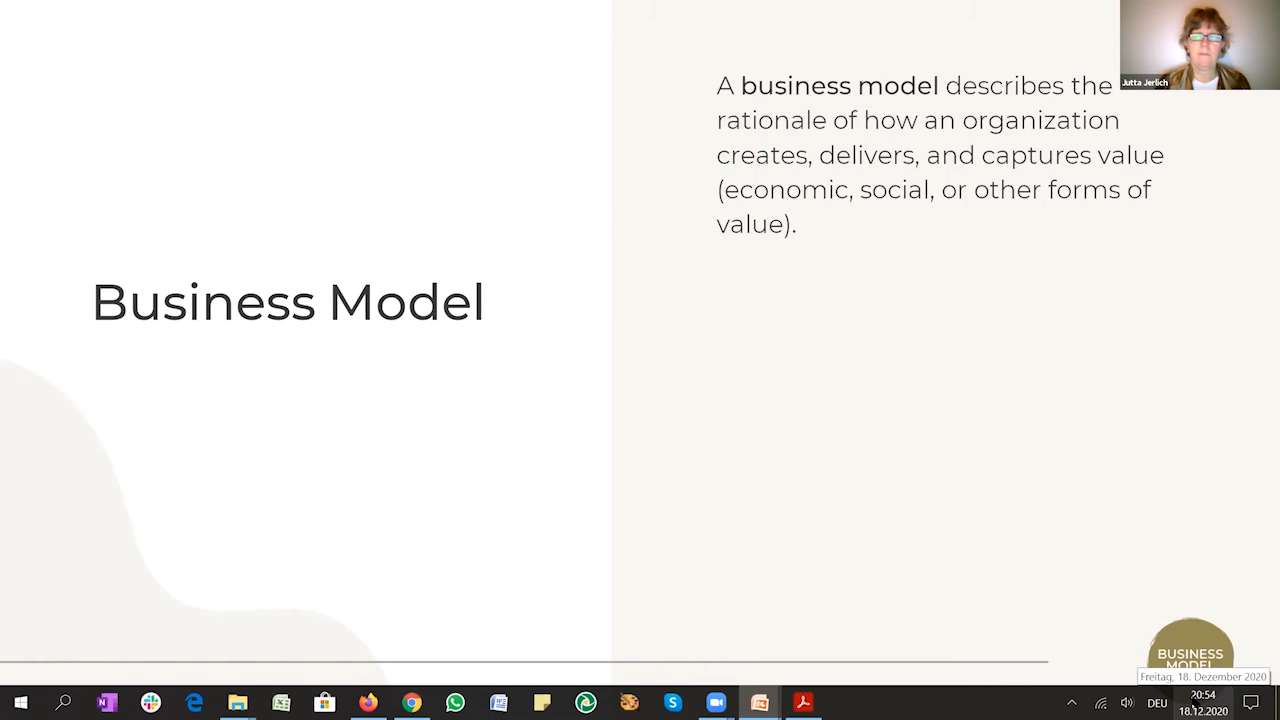 Jutta Jerlich
A business model describes the
rationale of how an organization
creates, delivers, and captures value
(economic, social, or other forms of
value).
Business Model
BUSINESS
MODEL
Freitag, 18. Dezember 2020
DEU
20:54
18.12.2020